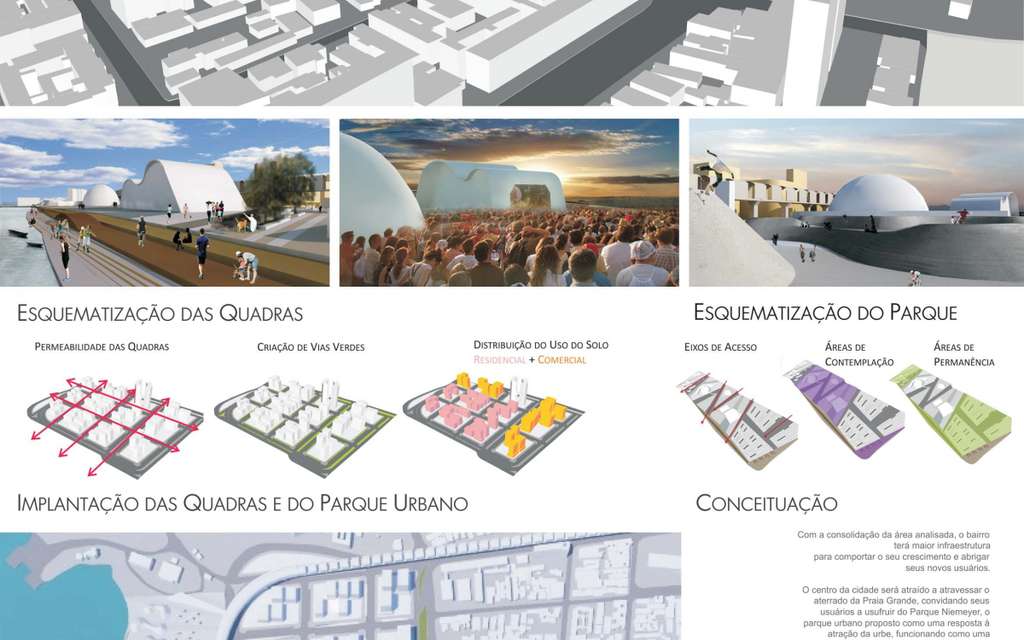 Esquematização das Quadras
Permeabilidade das Quadras
Criação de Vias Verdes
Distribuição do Uso do Solo
Residencial + Comercial
Esquematização do Parque
Eixos de Acesso
Áreas de
Contemplação
Áreas de
Permanência
Implantação das Quadras e do Parque Urbano
Conceituação
Com a consolidação da área analisada, o bairro
terá maior infraestrutura
para comportar o seu crescimento e abrigar
seus novos usuários.
O centro da cidade será atraído a atravessar o
aterrado da Praia Grande, convidando seus
usuários a usufruir do Parque Niemeyer, o
parque urbano proposto como uma resposta à
atração da urbe, funcionando como uma